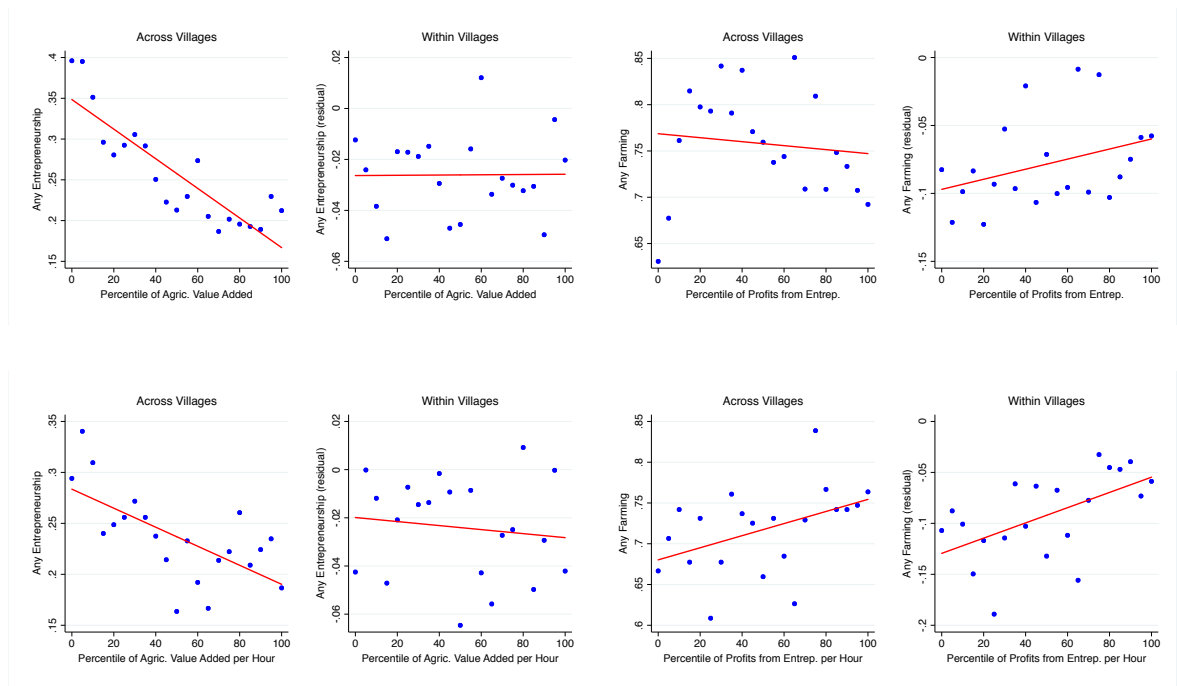 Across Villages
Any Entrepreneurship
.4
.35
.3
.25
.2
.15
0 20 40 60 80 100
Percentile of Agric. Value Added
Within Villages
Any Entrepreneurship (residual)
.02
0
-.02
-.04
-.06
0 20 40 60 80 100
Percentile of Agric. Value Added
Across Villages
Any Farming
.85
.8
.75
.7
.65
0 20 40 60 80 100
Percentile of Profits from Entrep.
Within Villages
Any Farming (residual)
0
-.05
-.1
-.15
0 20 40 60 80 100
Percentile of Profits from Entrep.
Across Villages
Any Entrepreneurship
.35
.3
.25
.2
.15
0 20 40 60 80 100
Percentile of Agric. Value Added per Hour
Within Villages
Any Entrepreneurship (residual)
.02
0
-.02
-.04
-.06
0 20 40 60 80 100
Percentile of Agric. Value Added per Hour
Across Villages
Any Farming
.85
.8
.75
.7
.65
.6
0 20 40 60 80 100
Percentile of Profits from Entrep. per Hour
Within Villages
Any Farming (residual)
0
-.05
-.1
-.15
-.2
0 20 40 60 80 100
Percentile of Profits from Entrep. per Hour